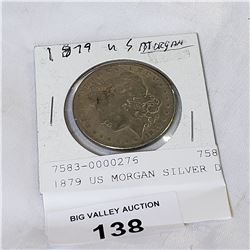 1879 US MORGAN
7583-0000276
758
1879 US MORGAN SILVER D
BIG VALLEY AUCTION
138